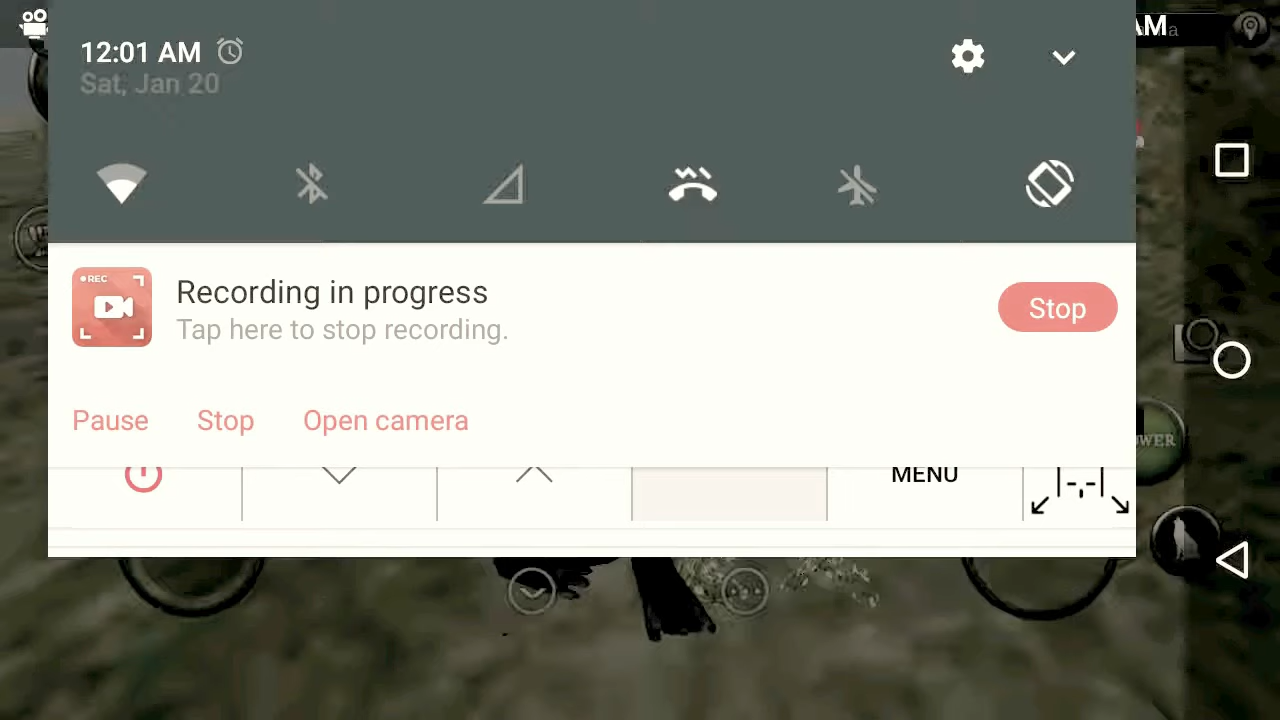 12:01 AM
Sat, Jan 20
REC
Recording in progress
Tap here to stop recording.
Stop
Pause
Stop
Open camera
MENU